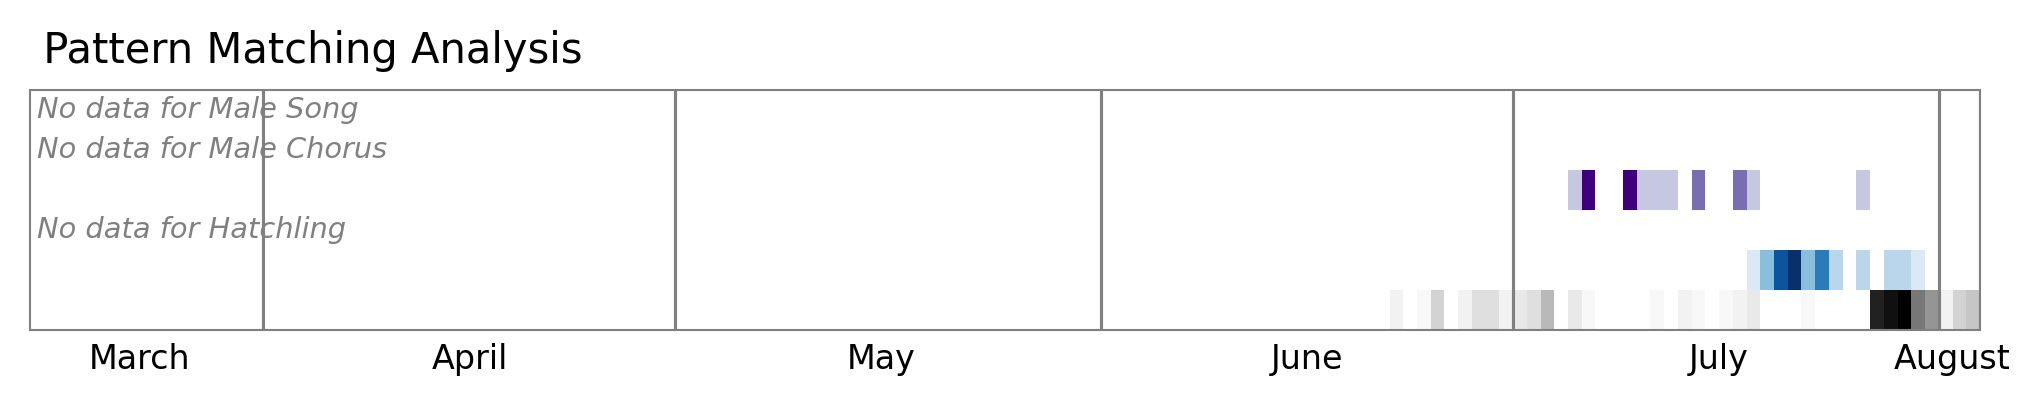 Pattern Matching Analysis
No data for Male Song
No data for Male Chorus
No data for Hatchling
March April May June July August